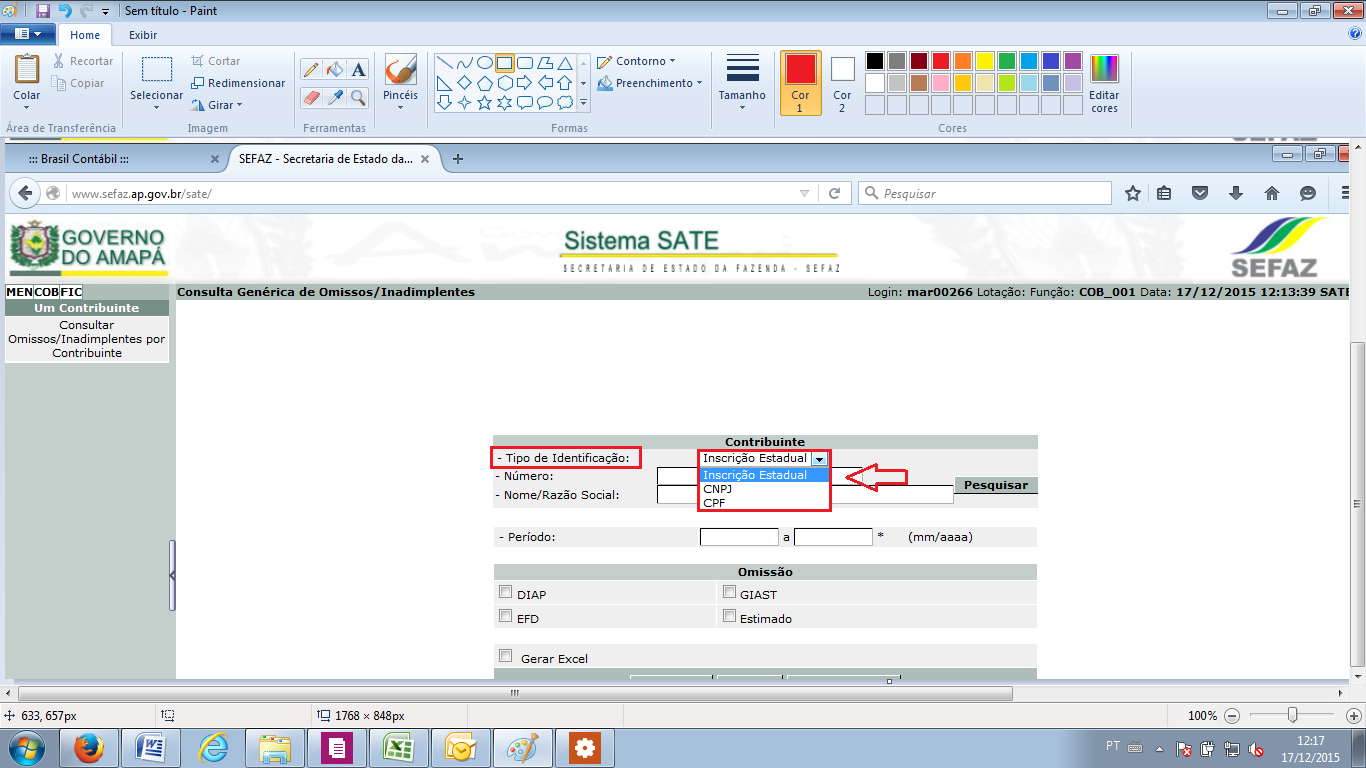 Sem título - Paint
Home
Exibir
Colar
Recortar
Copiar
Área de Transferência
Selecionar
Cortar
Redimensionar
Girar
Imagem
A
Ferramentas
Pincéis
Contorno
Preenchimento
Formas
Tamanho
Cor
1
Cor
2
Editar
cores
Cores
::: Brasil Contábil :::
SEFAZ - Secretaria de Estado da...
www.sefaz.ap.gov.br/sate/
Pesquisar
GOVERNO
DO AMAPÁ
Sistema SATE
SECRETARIA DE ESTADO DA FAZENDA - SEFAZ
SEFAZ
MENCOBFIC
Consulta Genérica de Omissos/Inadimplentes
Login: mar00266 Lotação: Função: COB_001 Data: 17/12/2015 12:13:39 SATE
Um Contribuinte
Consultar
Omissos/Inadimplentes por
Contribuinte
Contribuinte
- Tipo de Identificação:
Inscrição Estadual
Inscrição Estadual
CNPJ
CPF
- Número:
- Nome/Razão Social:
Pesquisar
- Período:
a
*
(mm/aaaa)
Omissão
DIAP
GIAST
EFD
Estimado
Gerar Excel
633, 657px
1768 × 848px
100%
PT
12:17
17/12/2015